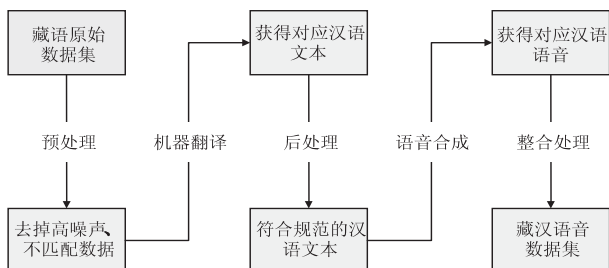 藏语原始
数据集
预处理
去掉高噪声、
不匹配数据
机器翻译
获得对应汉语
文本
后处理
符合规范的汉
语文本
语音合成
获得对应汉语
语音
整合处理
藏汉语音
数据集